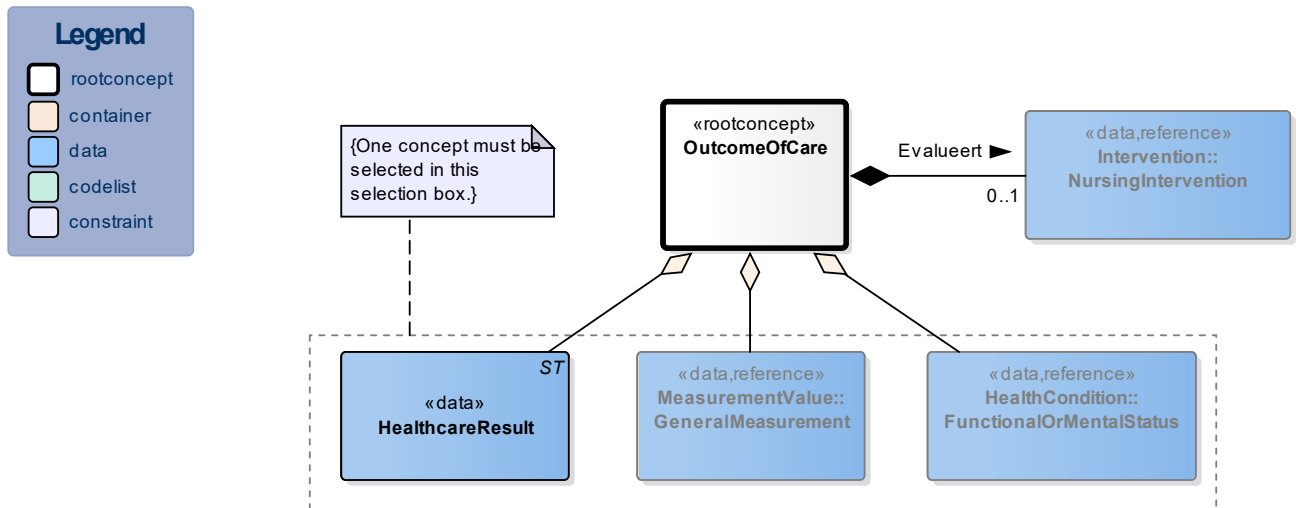 Legend
rootconcept
container
data
codelist
constraint
{One concept must be
selected in this
selection box.}
«rootconcept»
OutcomeOfCare
Evalueert
0..1
«data,reference»
Intervention::
NursingIntervention
ST
«data»
HealthcareResult
«data,reference»
MeasurementValue::
GeneralMeasurement
«data,reference»
HealthCondition::
FunctionalOrMentalStatus